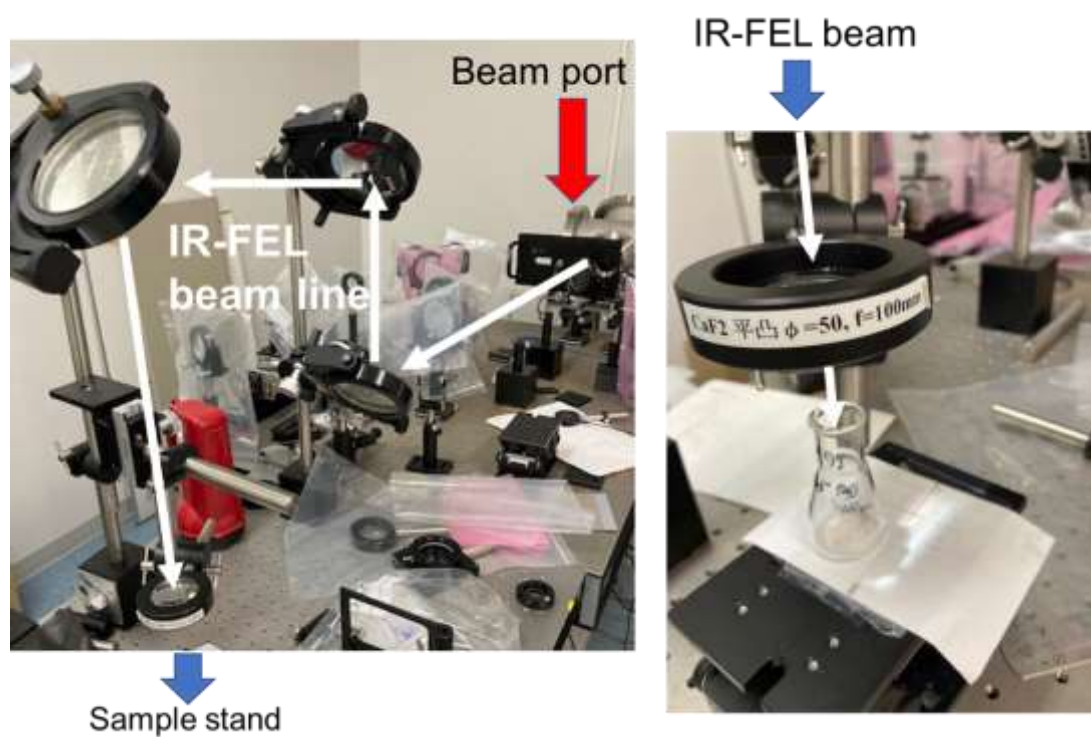 IR-FEL beam
Beam port
IR-FEL
beam line
CaF2 平凸 ϕ=50, f=100mm
Sample stand